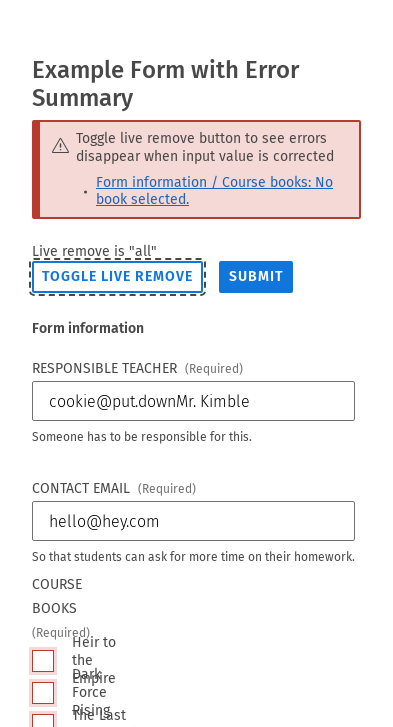 Example Form with Error
Summary
Toggle live remove button to see errors
disappear when input value is corrected
• Form information / Course books: No
book selected.
Live remove is "all"
TOGGLE LIVE REMOVE
SUBMIT
Form information
RESPONSIBLE TEACHER (Required)
cookie@put.downMr. Kimble
Someone has to be responsible for this.
CONTACT EMAIL (Required)
hello@hey.com
So that students can ask for more time on their homework.
COURSE
BOOKS
(Required)
Heir to
the
Empire
Dark
Force
Rising
The Last